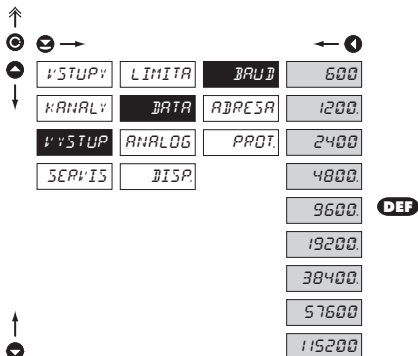 VSTUPY LIMITA BAUD 600
KANALY DATA ADRESA 1200.
VYSTUP ANALOG PROT. 2400
SERVIS DISP. 4800.
9600. DEF
19200.
38400.
57600
115200